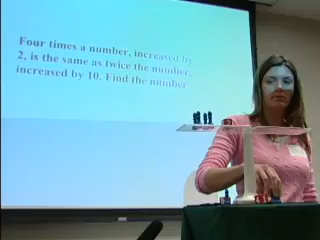 Four times a number, increased by
2, is the same as twice the number,
increased by 10. Find the number